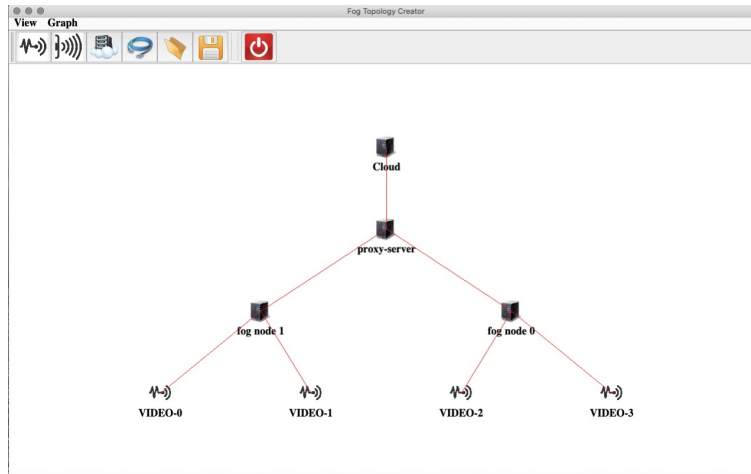 Fog Topology Creator
View Graph
Cloud
proxy-server
fog node 1
fog node 0
VIDEO-0
VIDEO-1
VIDEO-2
VIDEO-3